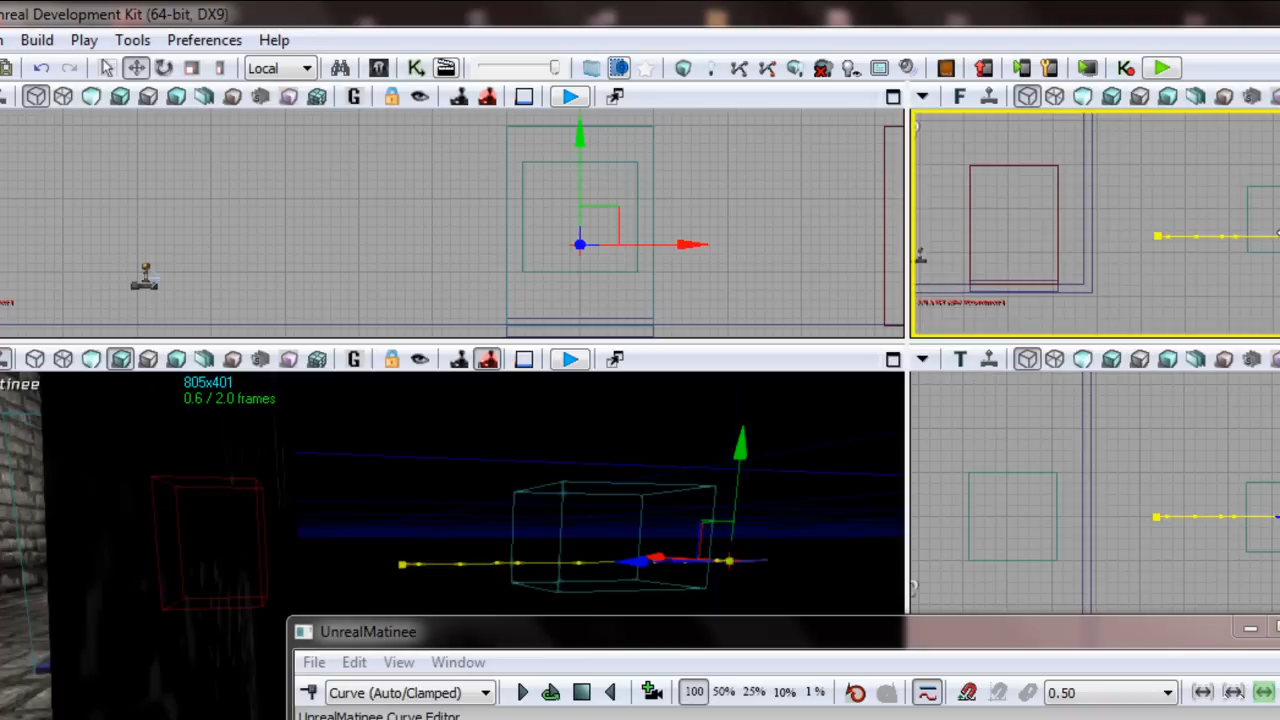 nreal Development Kit (64-bit, DX9)
Build Play Tools Preferences Help
Local
G
F
G
T
tinee
805x401
0.6 / 2.0 frames
UnrealMatinee
File Edit View Window
Curve (Auto/Clamped) 100 50% 25% 10% 1 % 0.50
UnrealMatinee Curve Editor